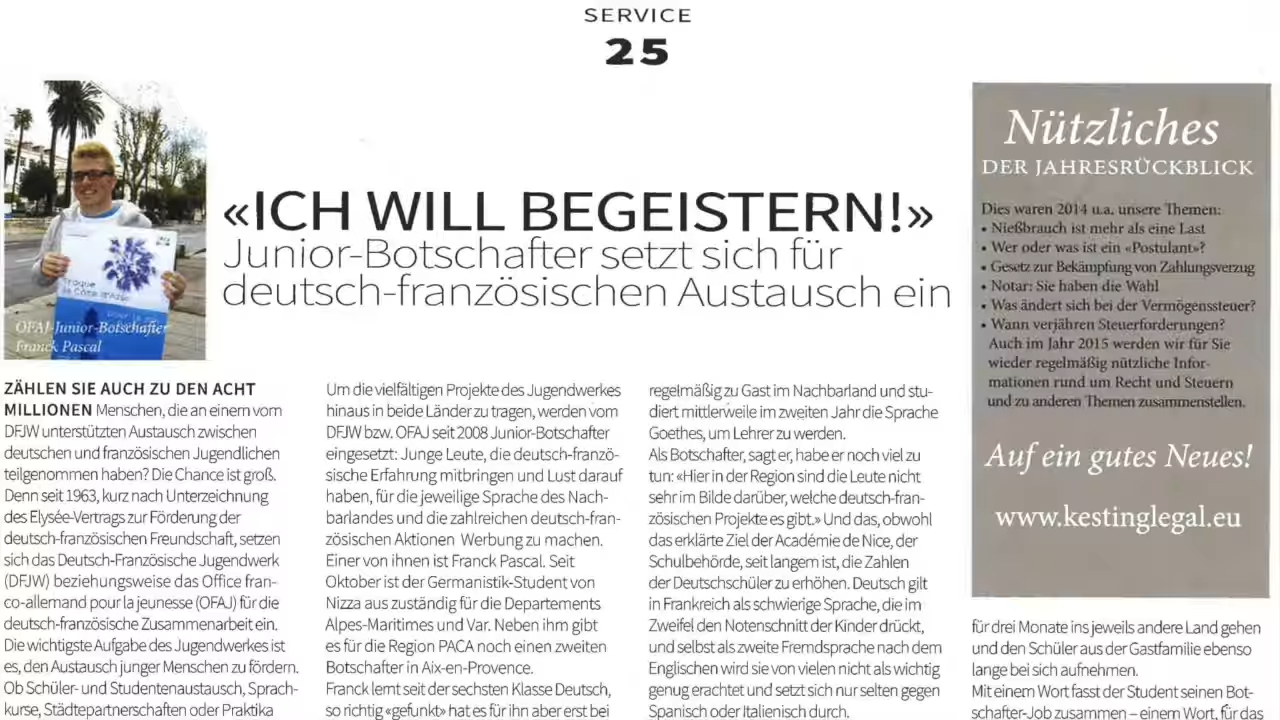 SERVICE
25
OFAJ-Junior-Botschafter
Franck Pascal
«ICH WILL BEGEISTERN!»
Junior-Botschafter setzt sich für
deutsch-französischen Austausch ein
ZÄHLEN SIE AUCH ZU DEN ACHT
MILLIONEN Menschen, die an einem vom
DFJW unterstützten Austausch zwischen
deutschen und französischen Jugendlichen
teilgenommen haben? Die Chance ist groß.
Denn seit 1963, kurz nach Unterzeichnung
des Elysée-Vertrags zur Förderung der
deutsch-französischen Freundschaft, setzen
sich das Deutsch-Französische Jugendwerk
(DFJW) beziehungsweise das Office fran-
co-allemand pour la jeunesse (OFAJ) für die
deutsch-französische Zusammenarbeit ein.
Die wichtigste Aufgabe des Jugendwerkes ist
es, den Austausch junger Menschen zu fördern.
Ob Schüler- und Studentenaustausch, Sprach-
kurse, Städtepartnerschaften oder Praktika
Um die vielfältigen Projekte des Jugendwerkes
hinaus in beide Länder zu tragen, werden vom
DFJW bzw. OFAJ seit 2008 Junior-Botschafter
eingesetzt: Junge Leute, die deutsch-franzö-
sische Erfahrung mitbringen und Lust darauf
haben, für die jeweilige Sprache des Nach-
barlandes und die zahlreichen deutsch-fran-
zösischen Aktionen Werbung zu machen.
Einer von ihnen ist Franck Pascal. Seit
Oktober ist der Germanistik-Student von
Nizza aus zuständig für die Departements
Alpes-Maritimes und Var. Neben ihm gibt
es für die Region PACA noch einen zweiten
Botschafter in Aix-en-Provence.
Franck lernt seit der sechsten Klasse Deutsch,
so richtig «gefunkt» hat es für ihn aber erst bei
regelmäßig zu Gast im Nachbarland und stu-
diert mittlerweile im zweiten Jahr die Sprache
Goethes, um Lehrer zu werden.
Als Botschafter, sagt er, habe er noch viel zu
tun: «Hier in der Region sind die Leute nicht
sehr im Bilde darüber, welche deutsch-fran-
zösischen Projekte es gibt.» Und das, obwohl
das erklärte Ziel der Académie de Nice, der
Schulbehörde, seit langem ist, die Zahlen
der Deutschschüler zu erhöhen. Deutsch gilt
in Frankreich als schwierige Sprache, die im
Zweifel den Notenschnitt der Kinder drückt,
und selbst als zweite Fremdsprache nach dem
Englischen wird sie von vielen nicht als wichtig
genug erachtet und setzt sich nur selten gegen
Spanisch oder Italienisch durch.
Nützliches
DER JAHRESRÜCKBLICK
Dies waren 2014 u.a. unsere Themen:
• Nießbrauch ist mehr als eine Last
• Wer oder was ist ein «Postulant»?
• Gesetz zur Bekämpfung von Zahlungsverzug
• Notar: Sie haben die Wahl
• Was ändert sich bei der Vermögenssteuer?
• Wann verjähren Steuerforderungen?
Auch im Jahr 2015 werden wir für Sie
wieder regelmäßig nützliche Infor-
mationen rund um Recht und Steuern
und zu anderen Themen zusammenstellen.
Auf ein gutes Neues!
www.kestinglegal.eu
für drei Monate ins jeweils andere Land gehen
und den Schüler aus der Gastfamilie ebenso
lange bei sich aufnehmen.
Mit einem Wort fasst der Student seinen Bot-
schafter-Job zusammen – einem Wort, für das